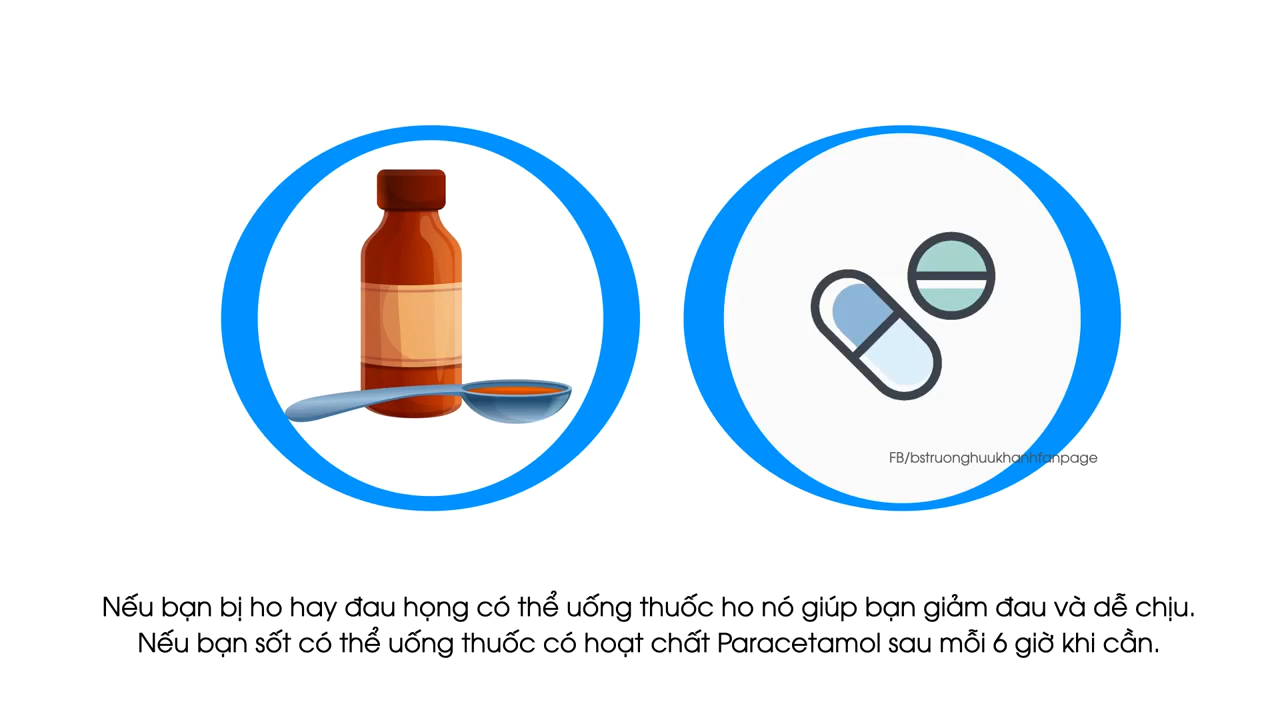 FB/bstruonghuukhanhfanpage
Nếu bạn bị ho hay đau họng có thể uống thuốc ho nó giúp bạn giảm đau và dễ chịu.
Nếu bạn sốt có thể uống thuốc có hoạt chất Paracetamol sau mỗi 6 giờ khi cần.